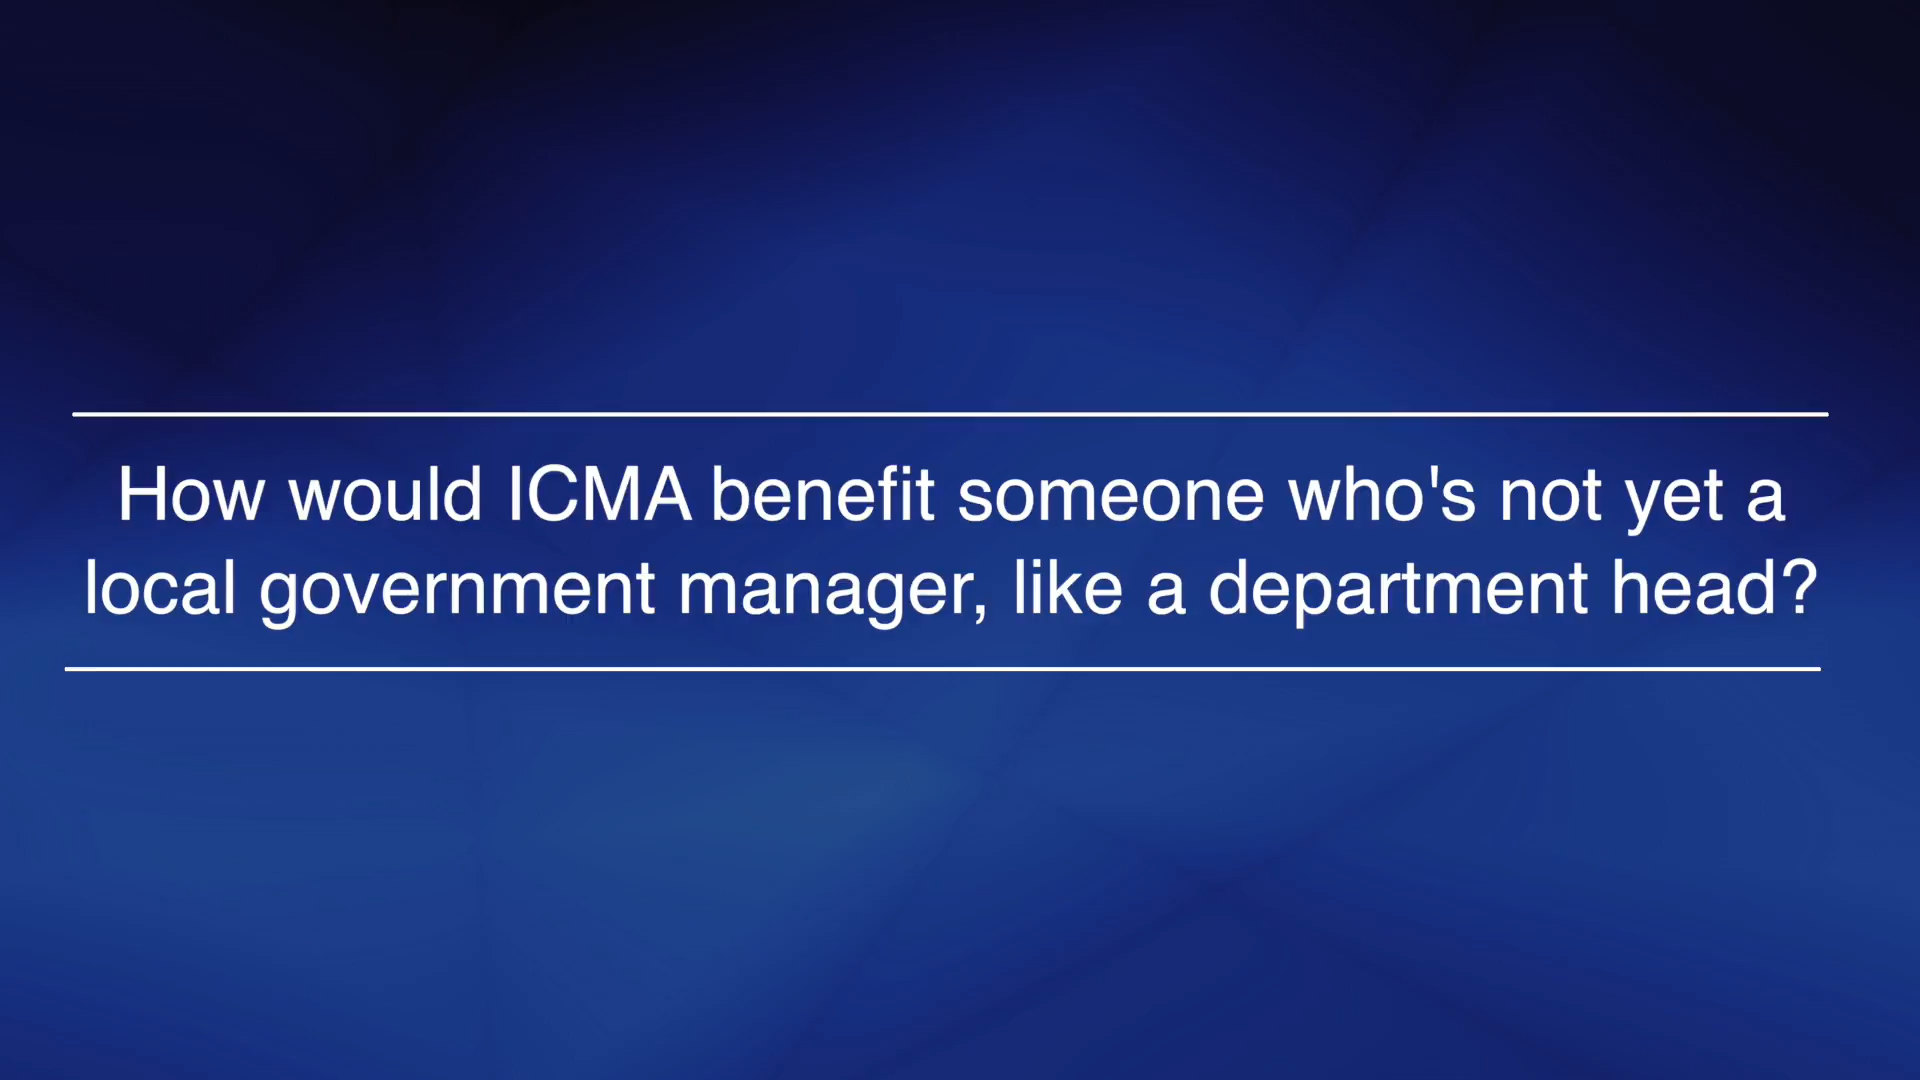 How would ICMA benefit someone who's not yet a
local government manager, like a department head?